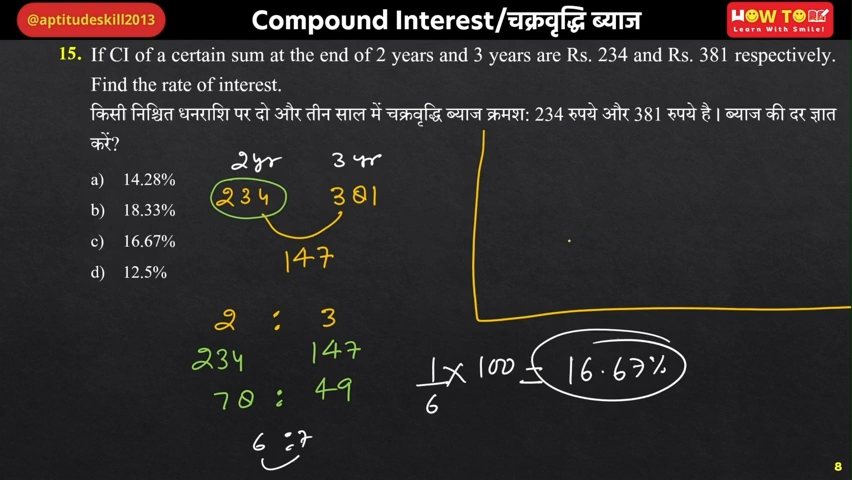 @aptitudeskill2013
Compound Interest/चक्रवृद्धि ब्याज
HOW TO
Learn With Smile!
15. If CI of a certain sum at the end of 2 years and 3 years are Rs. 234 and Rs. 381 respectively.
Find the rate of interest.
किसी निश्चित धनराशि पर दो और तीन साल में चक्रवृद्धि ब्याज क्रमश: 234 रुपये और 381 रुपये है। ब्याज की दर ज्ञात
करें?
a) 14.28%
b) 18.33%
c) 16.67%
d) 12.5%
2yr 3yr
234 381
147
2 : 3
234 147
78 : 49
6 : 7
1/6 × 100 = 16.67%
8